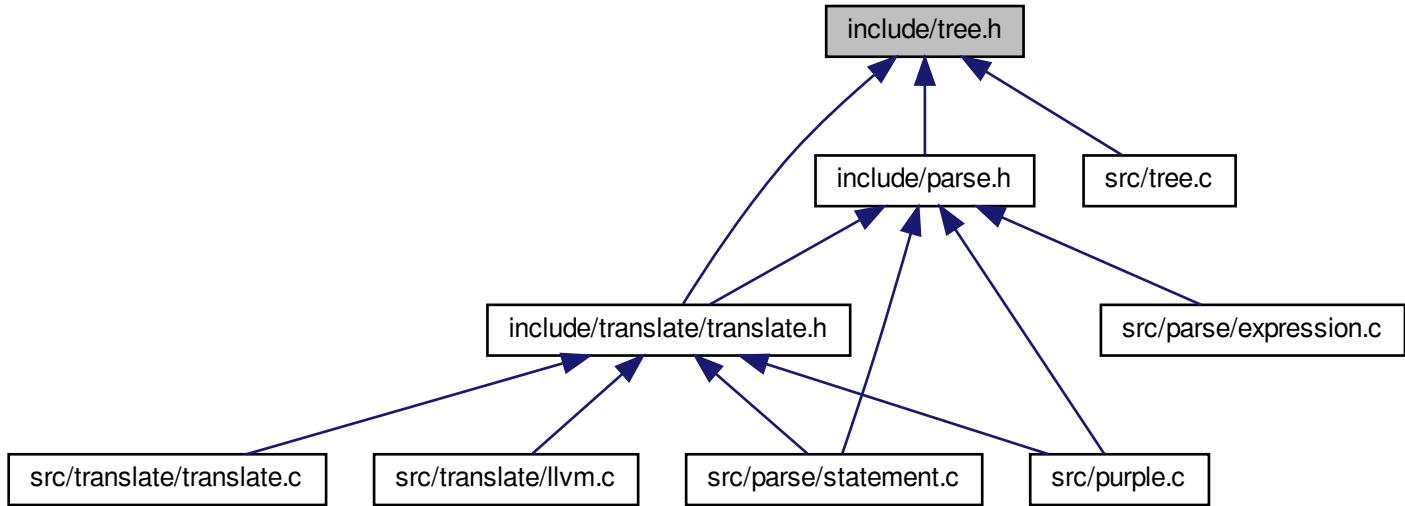 include/tree.h
include/parse.h
src/tree.c
include/translate/translate.h
src/parse/expression.c
src/translate/translate.c
src/translate/llvm.c
src/parse/statement.c
src/purple.c